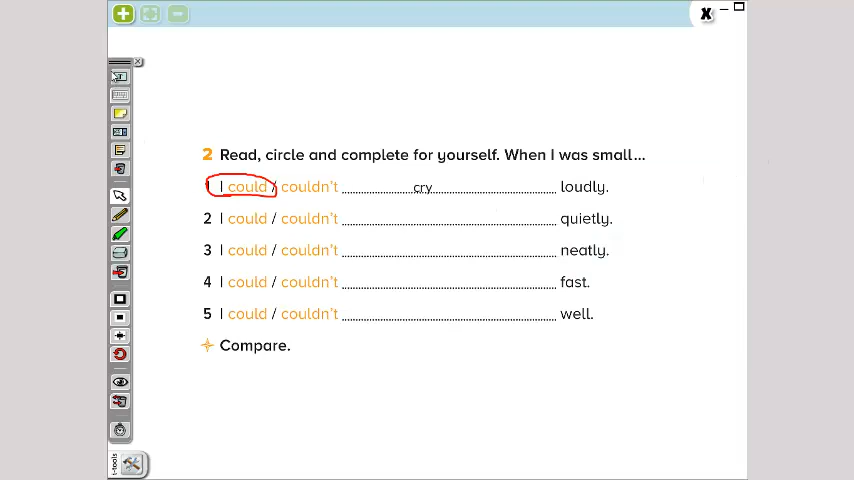 X
2 Read, circle and complete for yourself. When I was small...
1 I could / couldn't ........ cry ........ loudly.
2 I could / couldn't ................ quietly.
3 I could / couldn't ................ neatly.
4 I could / couldn't ................ fast.
5 I could / couldn't ................ well.
Compare.
i-tools